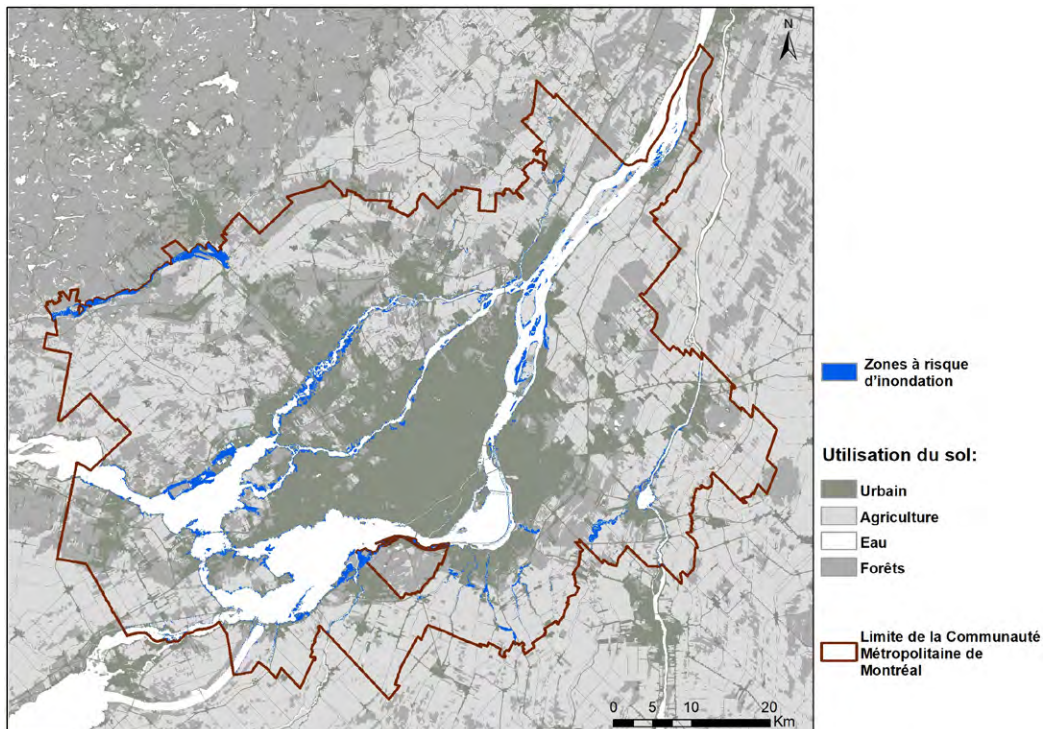 N
Zones à risque
d'inondation
Utilisation du sol:
Urbain
Agriculture
Eau
Forêts
Limite de la Communauté
Métropolitaine de
Montréal
0 5 10 20
Km